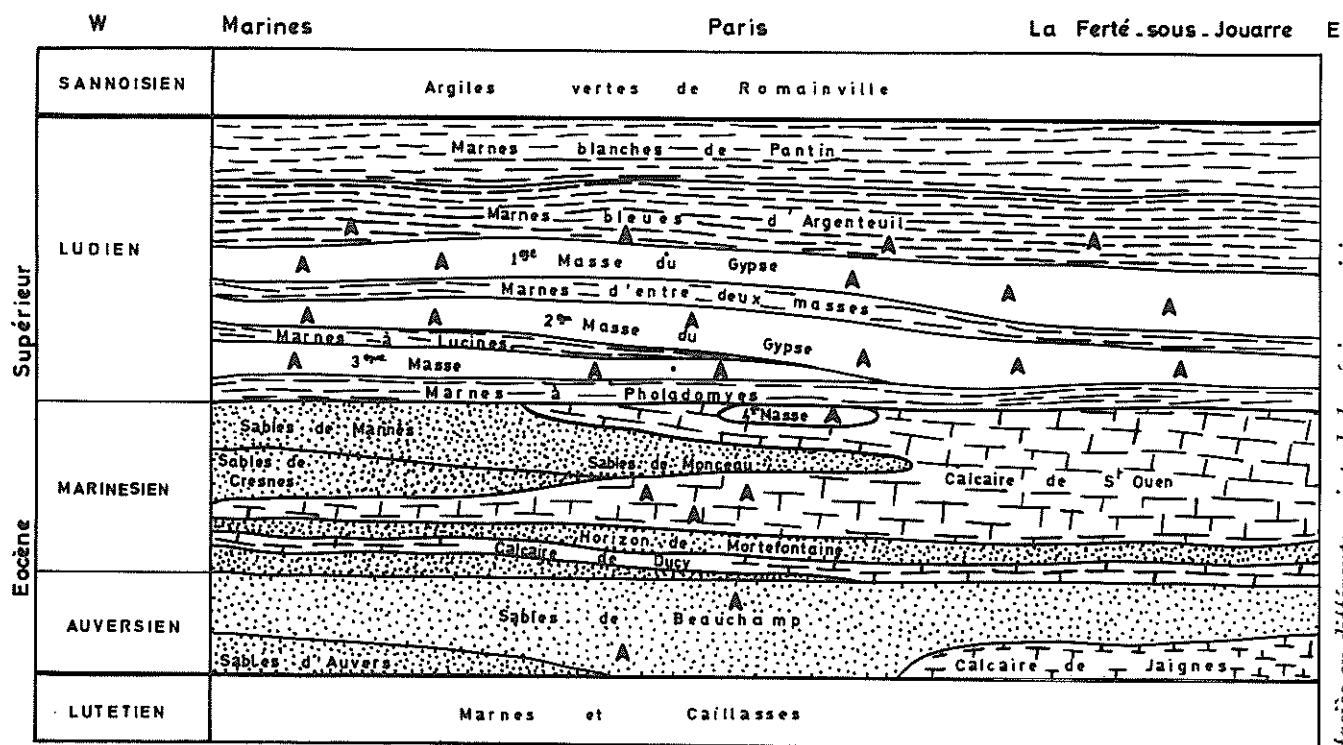 W Marines Paris La Ferté-sous-Jouarre E
SANNOISIEN
Argiles vertes de Romainville
Supérieur
LUDIEN
Marnes blanches de Pantin
Marnes bleues d'Argenteuil
1ere Masse du Gypse
Marnes d'entre deux masses
2eme Masse du Gypse
Marnes à Lucines
3eme Masse
Marnes à Pholadomyes
Eocène
MARINESIEN
4e Masse
Sables de Marines
Sables de Monceau
Sables de Cresnes
Calcaire de St Ouen
Horizon de Mortefontaine
Calcaire de Ducy
AUVERSIEN
Sables de Beauchamp
Sables d'Auvers
Calcaire de Jaignes
LUTETIEN
Marnes et Caillasses